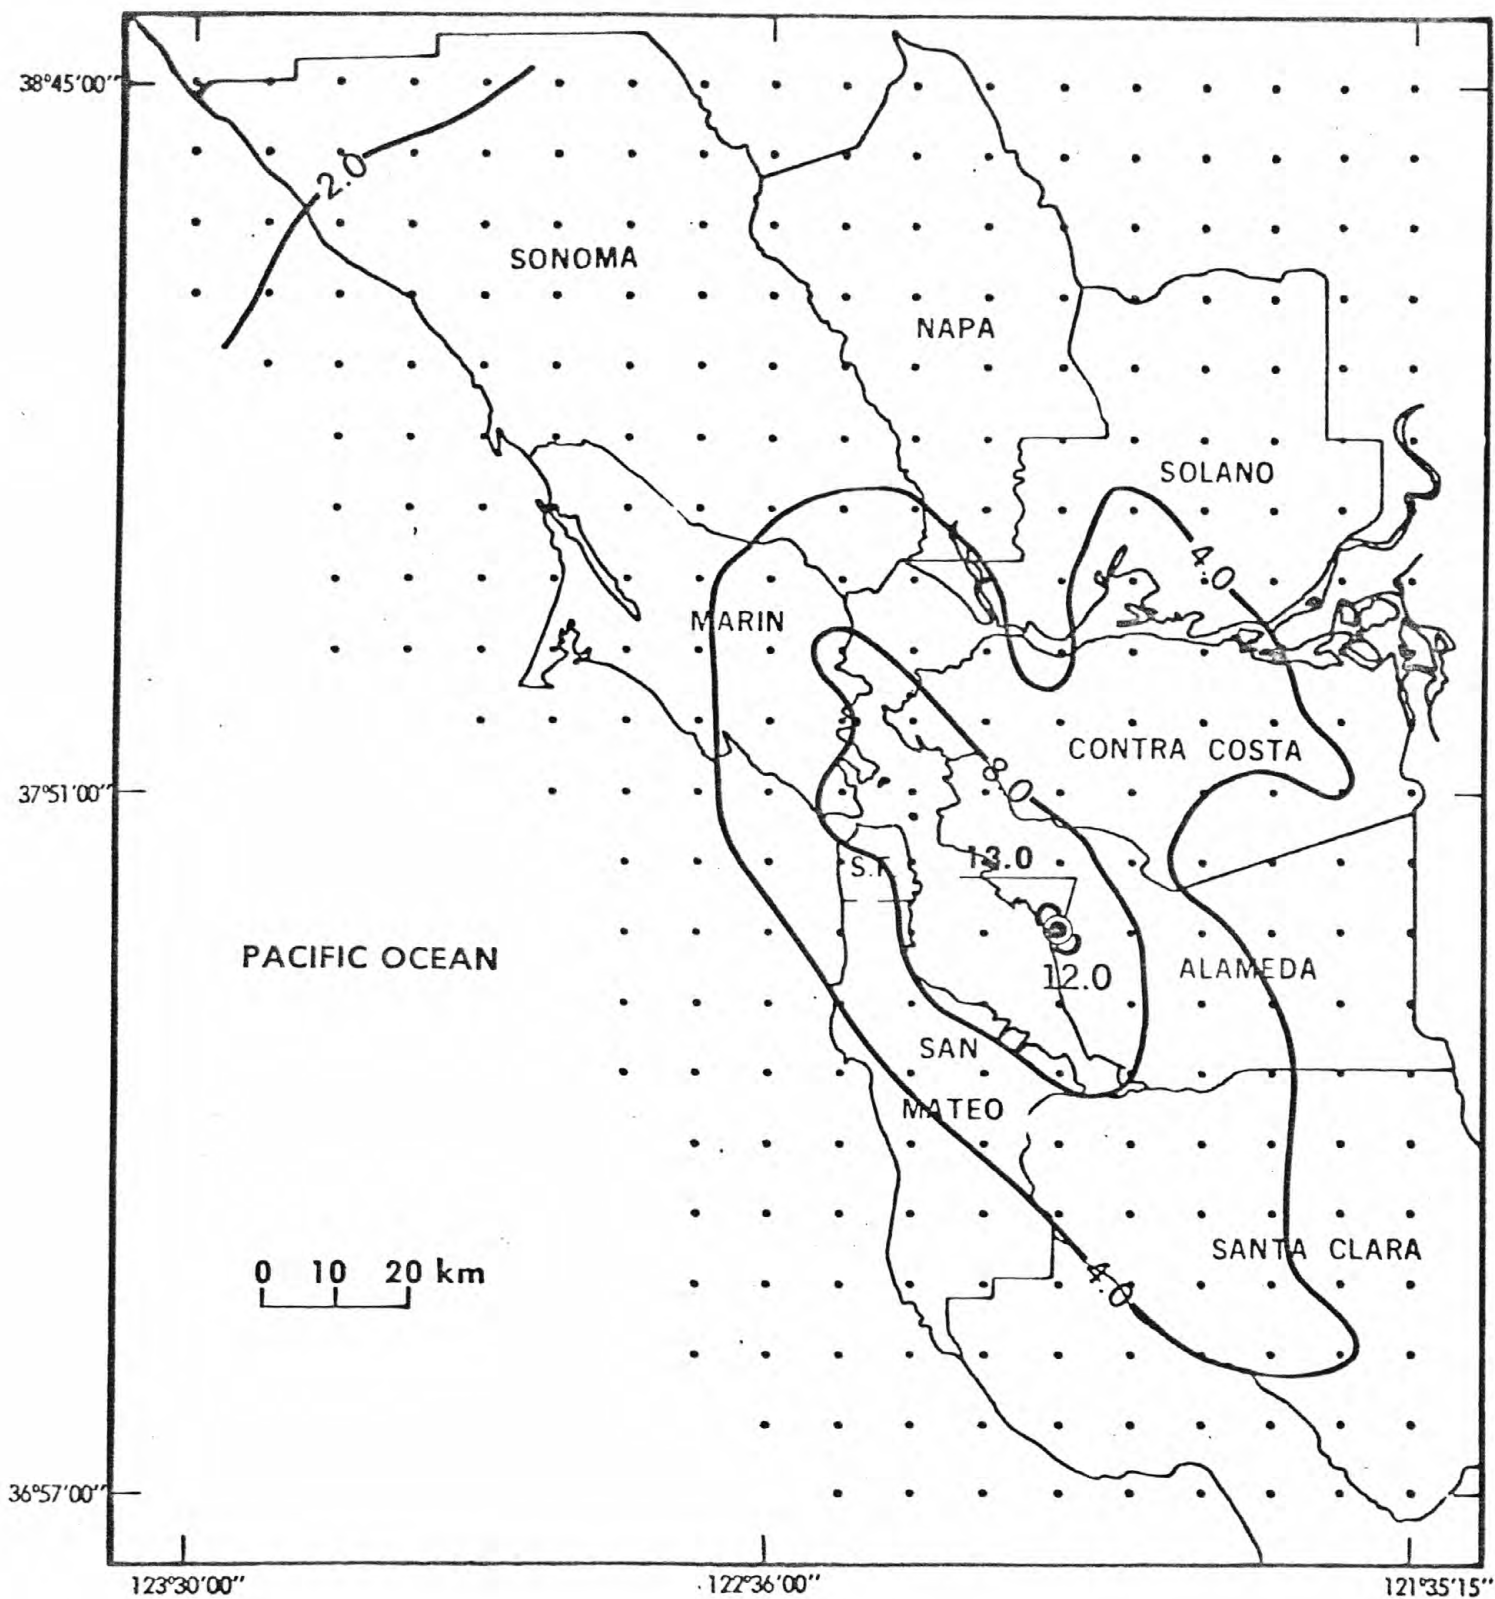 38°45'00"
2.0
SONOMA
NAPA
SOLANO
4.0
MARIN
CONTRA COSTA
37°51'00"
8.0
S.F.
13.0
PACIFIC OCEAN
12.0
ALAMEDA
SAN
MATEO
SANTA CLARA
0 10 20 km
4.0
36°57'00"
123°30'00"
122°36'00"
121°35'15"